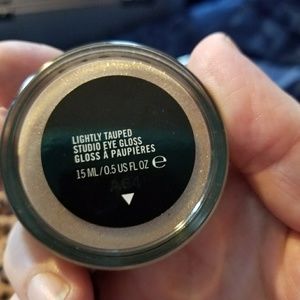 LIGHTLY TAUPED
STUDIO EYE GLOSS
GLOSS À PAUPIÈRES
15 ML / 0.5 US FL OZ ℮